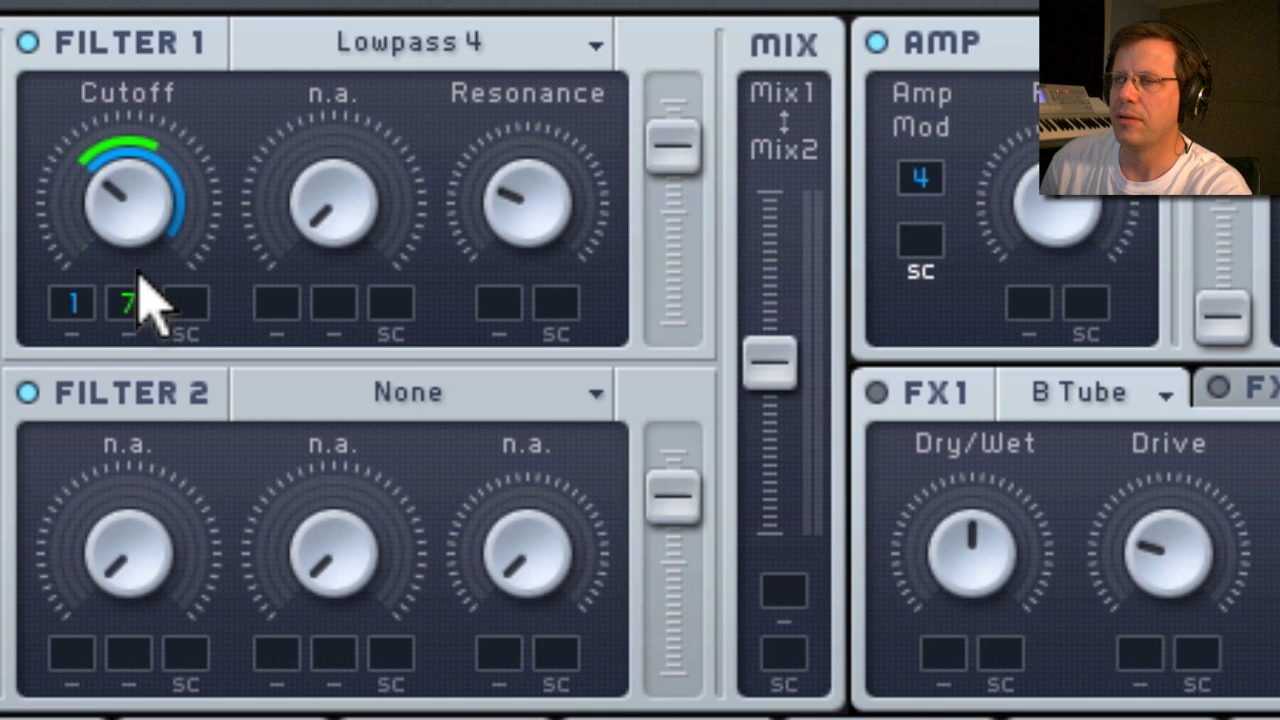 FILTER 1
Lowpass 4
Cutoff
n.a.
Resonance
1
7
SC
SC
SC
MIX
Mix1
Mix2
SC
AMP
Amp
Mod
4
SC
SC
FILTER 2
None
n.a.
n.a.
n.a.
SC
SC
SC
FX1
B Tube
Dry/Wet
Drive
SC
SC